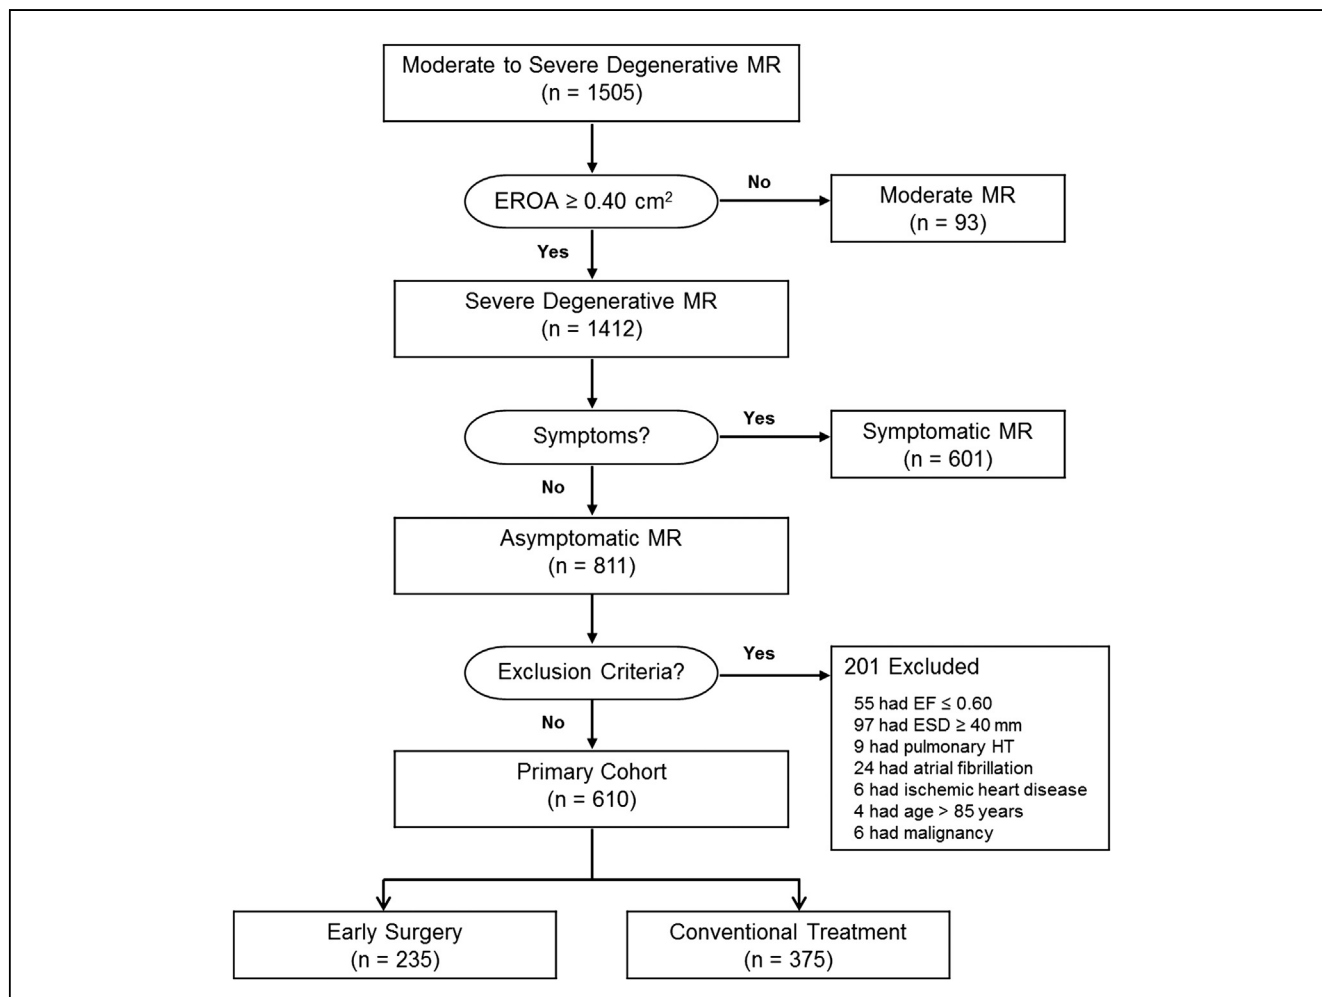 Moderate to Severe Degenerative MR
(n = 1505)
EROA ≥ 0.40 cm²
No
Moderate MR
(n = 93)
Yes
Severe Degenerative MR
(n = 1412)
Symptoms?
Yes
Symptomatic MR
(n = 601)
No
Asymptomatic MR
(n = 811)
Exclusion Criteria?
Yes
201 Excluded
55 had EF ≤ 0.60
97 had ESD ≥ 40 mm
9 had pulmonary HT
24 had atrial fibrillation
6 had ischemic heart disease
4 had age > 85 years
6 had malignancy
No
Primary Cohort
(n = 610)
Early Surgery
(n = 235)
Conventional Treatment
(n = 375)